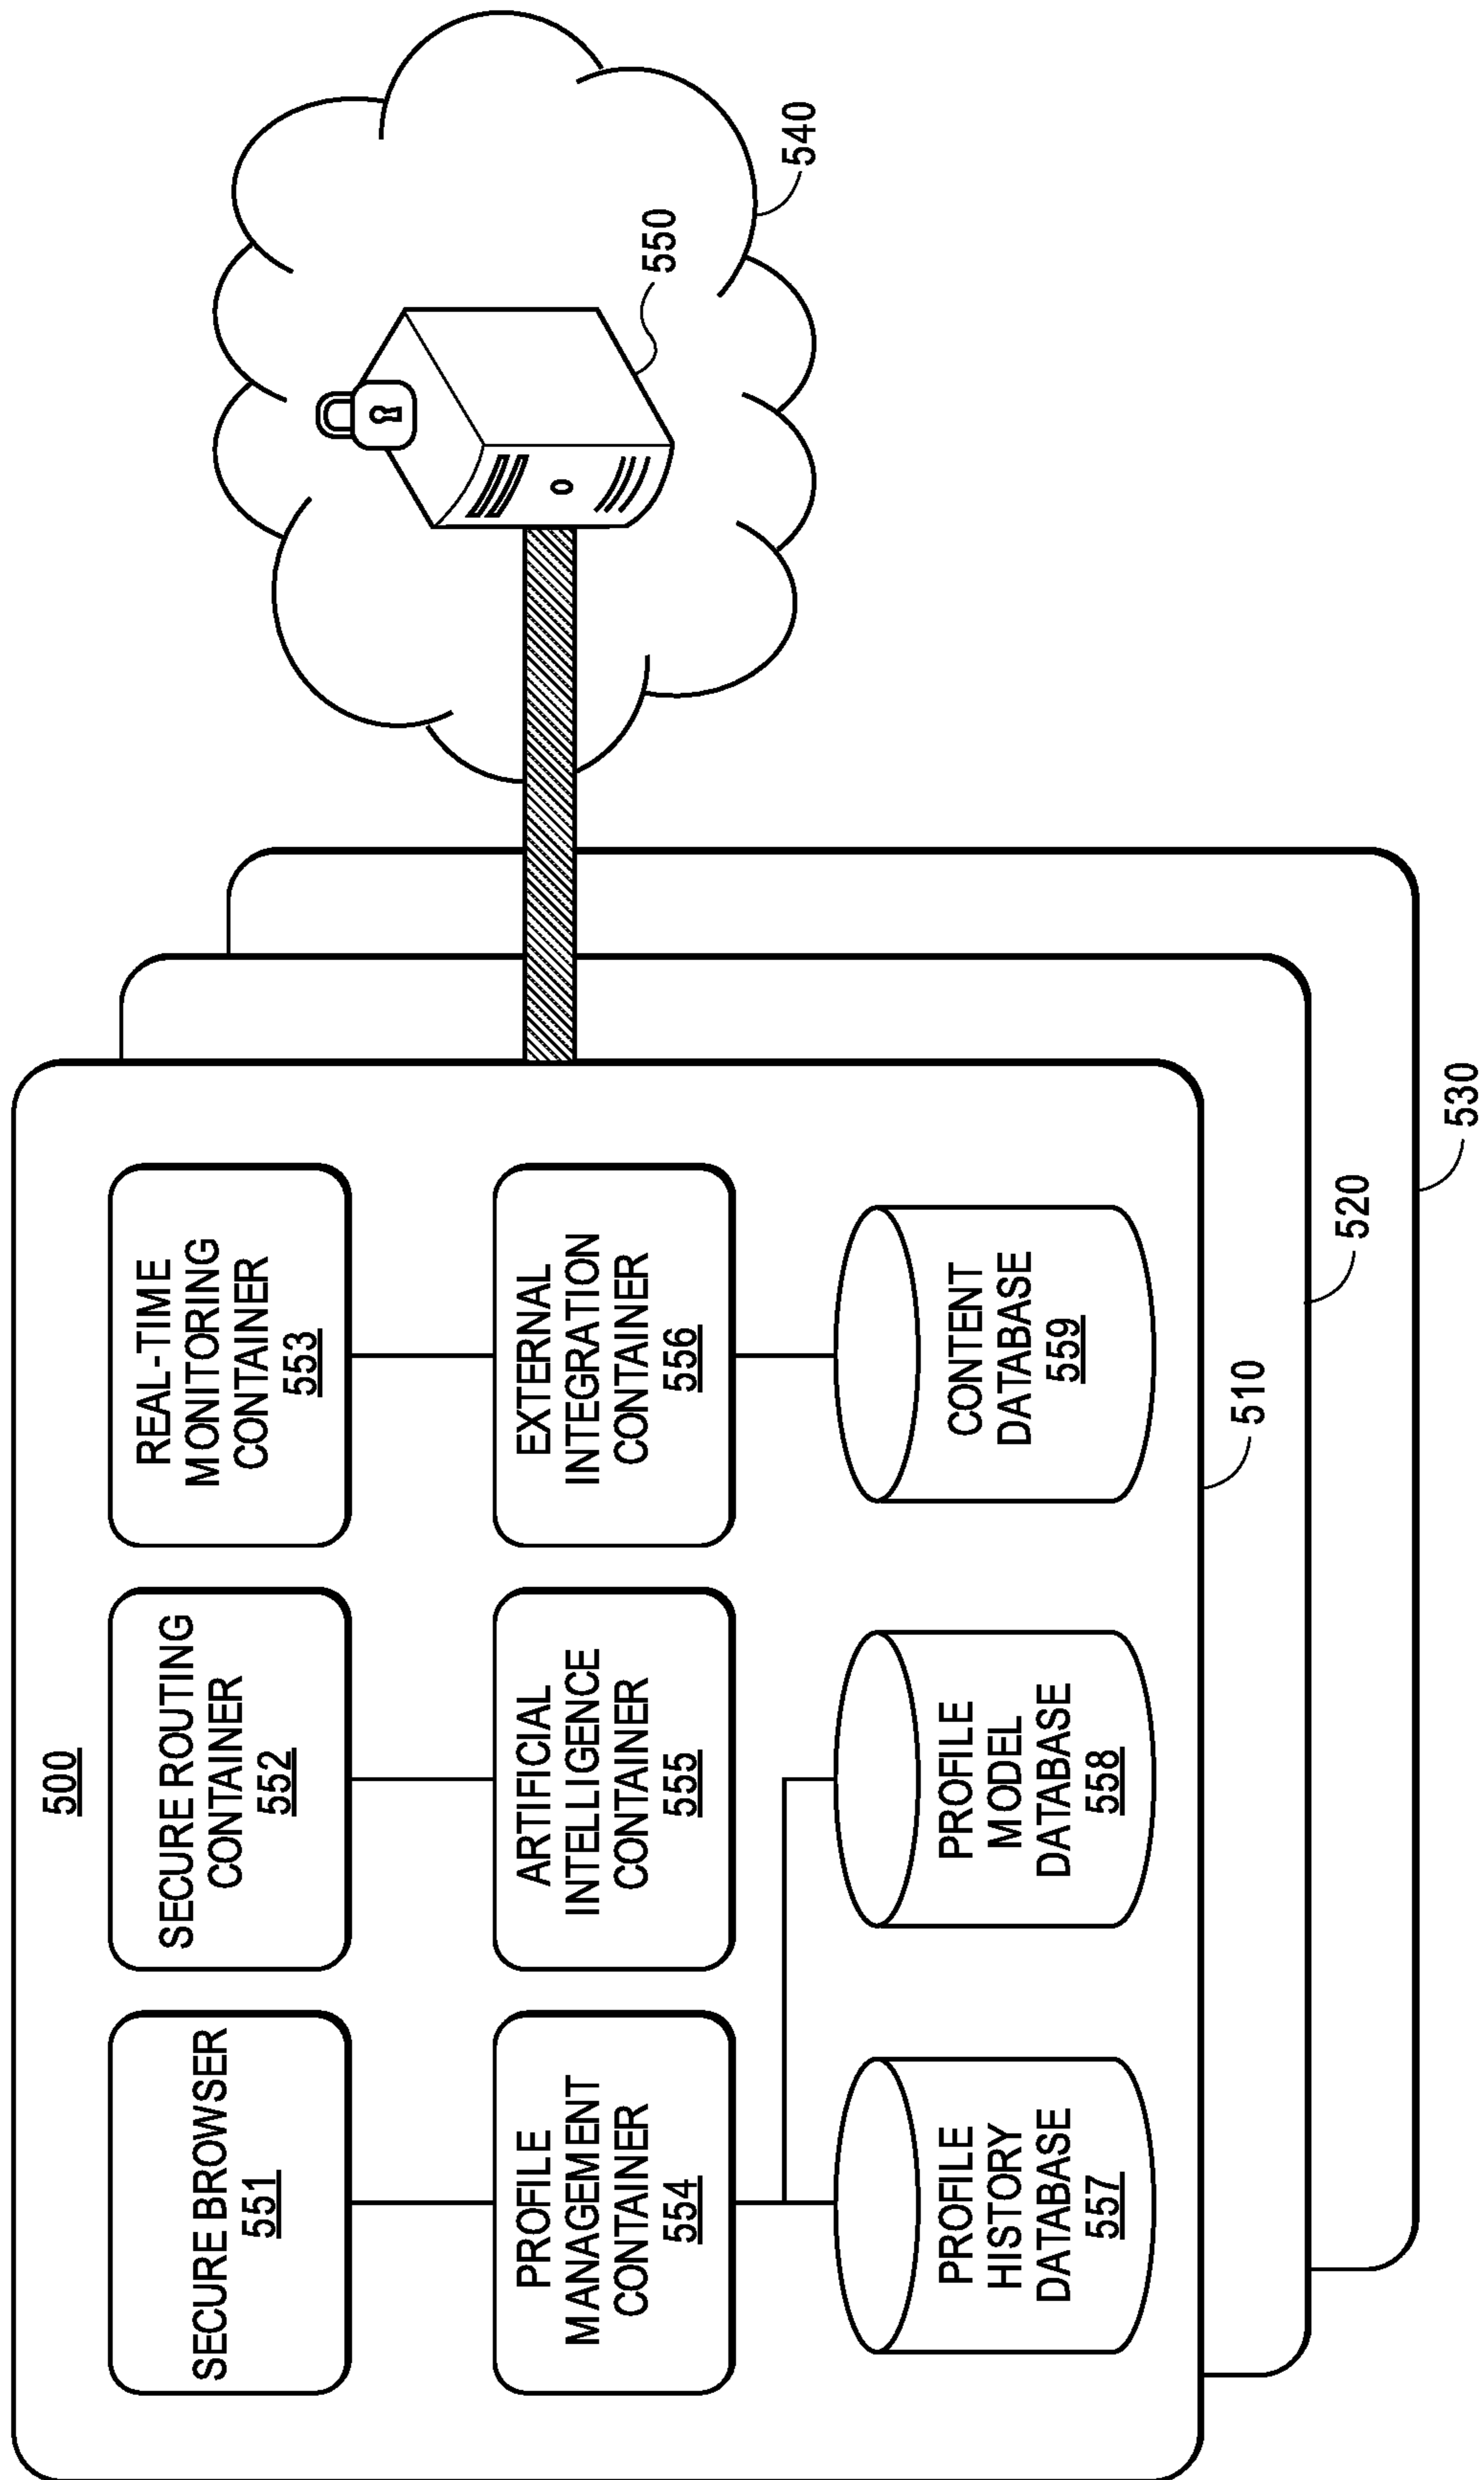 500
SECURE BROWSER
551
SECURE ROUTING
CONTAINER
552
REAL-TIME
MONITORING
CONTAINER
553
PROFILE
MANAGEMENT
CONTAINER
554
ARTIFICIAL
INTELLIGENCE
CONTAINER
555
EXTERNAL
INTEGRATION
CONTAINER
556
PROFILE
HISTORY
DATABASE
557
PROFILE
MODEL
DATABASE
558
CONTENT
DATABASE
559
510
520
530
550
540